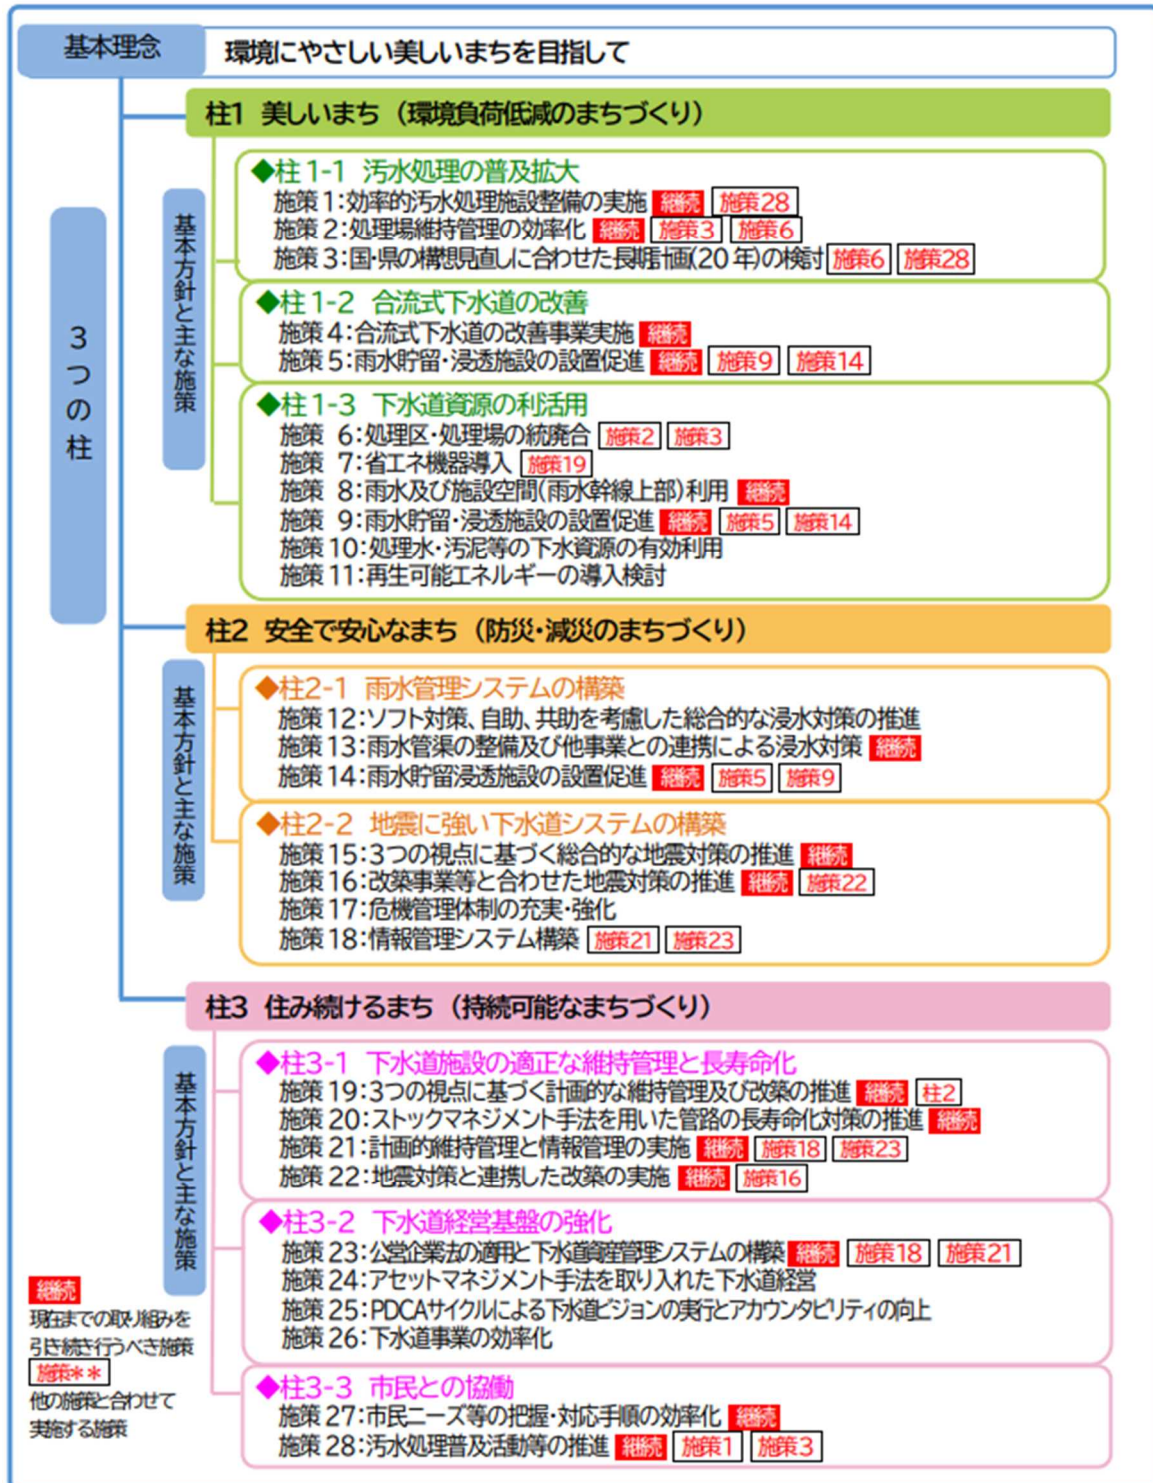 基本理念 環境にやさしい美しいまちを目指して
3つの柱
柱1 美しいまち（環境負荷低減のまちづくり）
基本方針と主な施策
◆柱1-1 汚水処理の普及拡大
施策 1：効率的汚水処理施設整備の実施 継続 施策28
施策 2：処理場維持管理の効率化 継続 施策3 施策6
施策 3：国・県の構想見直しに合わせた長期計画(20年)の検討 施策6 施策28
◆柱1-2 合流式下水道の改善
施策 4：合流式下水道の改善事業実施 継続
施策 5：雨水貯留・浸透施設の設置促進 継続 施策9 施策14
◆柱1-3 下水道資源の利活用
施策 6：処理区・処理場の統廃合 施策2 施策3
施策 7：省エネ機器導入 施策19
施策 8：雨水及び施設空間（雨水幹線上部）利用 継続
施策 9：雨水貯留・浸透施設の設置促進 継続 施策5 施策14
施策 10：処理水・汚泥等の下水資源の有効利用
施策 11：再生可能エネルギーの導入検討
柱2 安全で安心なまち（防災・減災のまちづくり）
基本方針と主な施策
◆柱2-1 雨水管理システムの構築
施策 12：ソフト対策、自助、共助を考慮した総合的な浸水対策の推進
施策 13：雨水管渠の整備及び他事業との連携による浸水対策 継続
施策 14：雨水貯留浸透施設の設置促進 継続 施策5 施策9
◆柱2-2 地震に強い下水道システムの構築
施策 15：3つの視点に基づく総合的な地震対策の推進 継続
施策 16：改築事業等と合わせた地震対策の推進 継続 施策22
施策 17：危機管理体制の充実・強化
施策 18：情報管理システム構築 施策21 施策23
柱3 住み続けるまち（持続可能なまちづくり）
基本方針と主な施策
◆柱3-1 下水道施設の適正な維持管理と長寿命化
施策 19：3つの視点に基づく計画的な維持管理及び改築の推進 継続 柱2
施策 20：ストックマネジメント手法を用いた管路の長寿命化対策の推進 継続
施策 21：計画的維持管理と情報管理の実施 継続 施策18 施策23
施策 22：地震対策と連携した改築の実施 継続 施策16
◆柱3-2 下水道経営基盤の強化
施策 23：公営企業法の適用と下水道資産管理システムの構築 継続 施策18 施策21
施策 24：アセットマネジメント手法を取り入れた下水道経営
施策 25：PDCAサイクルによる下水道ビジョンの実行とアカウンタビリティの向上
施策 26：下水道事業の効率化
◆柱3-3 市民との協働
施策 27：市民ニーズ等の把握・対応手順の効率化 継続
施策 28：汚水処理普及活動等の推進 継続 施策1 施策3
継続
現在までの取り組みを
引き続き行うべき施策
施策＊＊
他の施策と合わせて
実施する施策